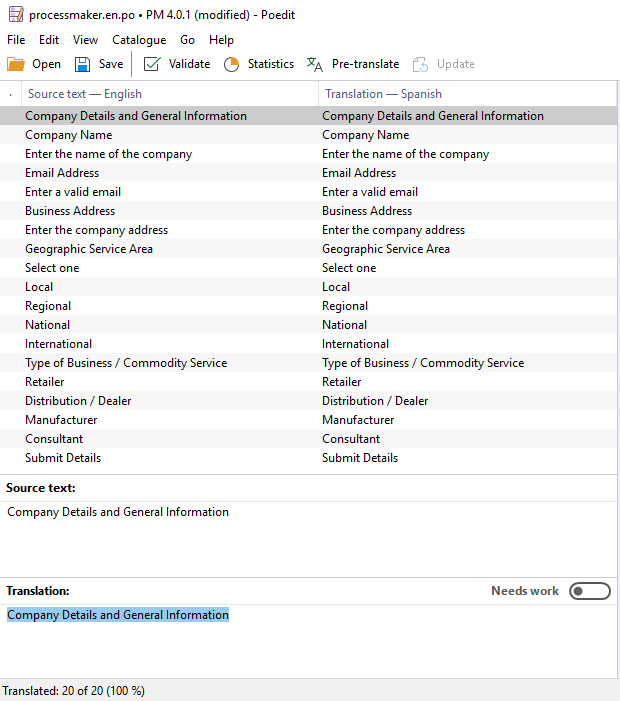 processmaker.en.po • PM 4.0.1 (modified) - Poedit
File Edit View Catalogue Go Help
Open Save Validate Statistics Pre-translate Update
Source text — English Translation — Spanish
Company Details and General Information Company Details and General Information
Company Name Company Name
Enter the name of the company Enter the name of the company
Email Address Email Address
Enter a valid email Enter a valid email
Business Address Business Address
Enter the company address Enter the company address
Geographic Service Area Geographic Service Area
Select one Select one
Local Local
Regional Regional
National National
International International
Type of Business / Commodity Service Type of Business / Commodity Service
Retailer Retailer
Distribution / Dealer Distribution / Dealer
Manufacturer Manufacturer
Consultant Consultant
Submit Details Submit Details
Source text:
Company Details and General Information
Translation: Needs work
Company Details and General Information
Translated: 20 of 20 (100 %)